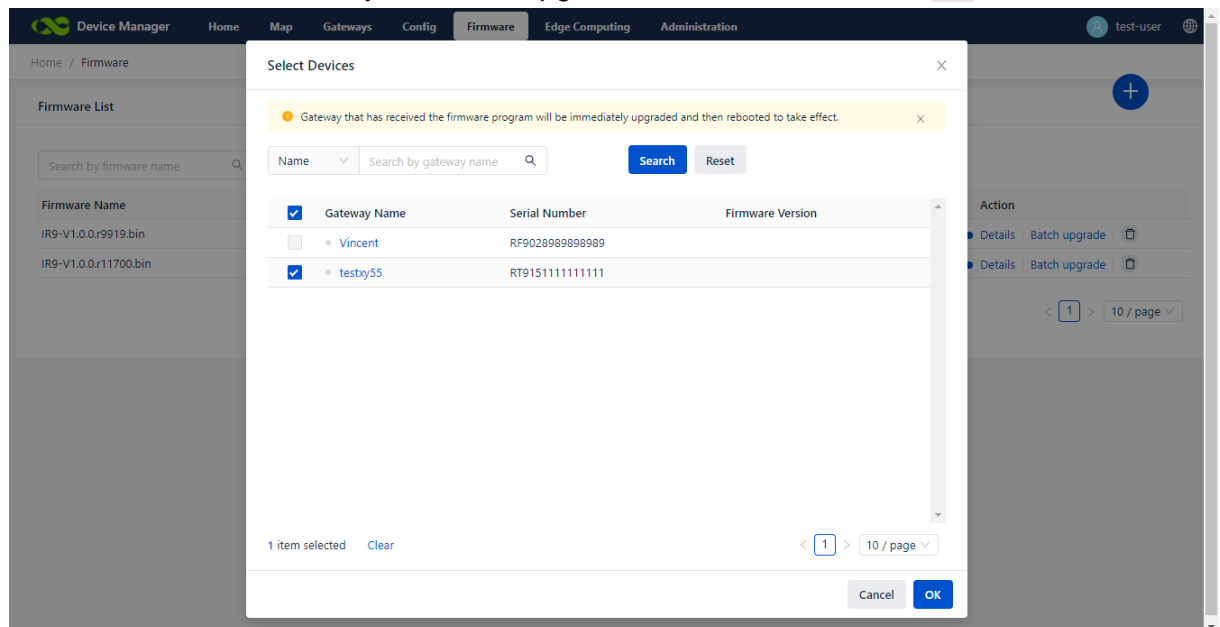 Device Manager Home Map Gateways Config Firmware Edge Computing Administration test-user
Home / Firmware
Select Devices
Firmware List
Gateway that has received the firmware program will be immediately upgraded and then rebooted to take effect.
Search by firmware name
Name Search by gateway name Search Reset
Firmware Name
Gateway Name Serial Number Firmware Version
Action
IR9-V1.0.0.r9919.bin
Vincent RF9028989898989
Details Batch upgrade
IR9-V1.0.0.r11700.bin
testxy55 RT9151111111111
Details Batch upgrade
< 1 > 10 / page
1 item selected Clear < 1 > 10 / page
Cancel OK